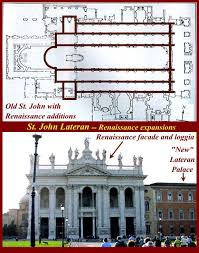 Old St. John with
Renaissance additions
St. John Lateran -- Renaissance expansions
Renaissance facade and loggia
"New"
Lateran
Palace